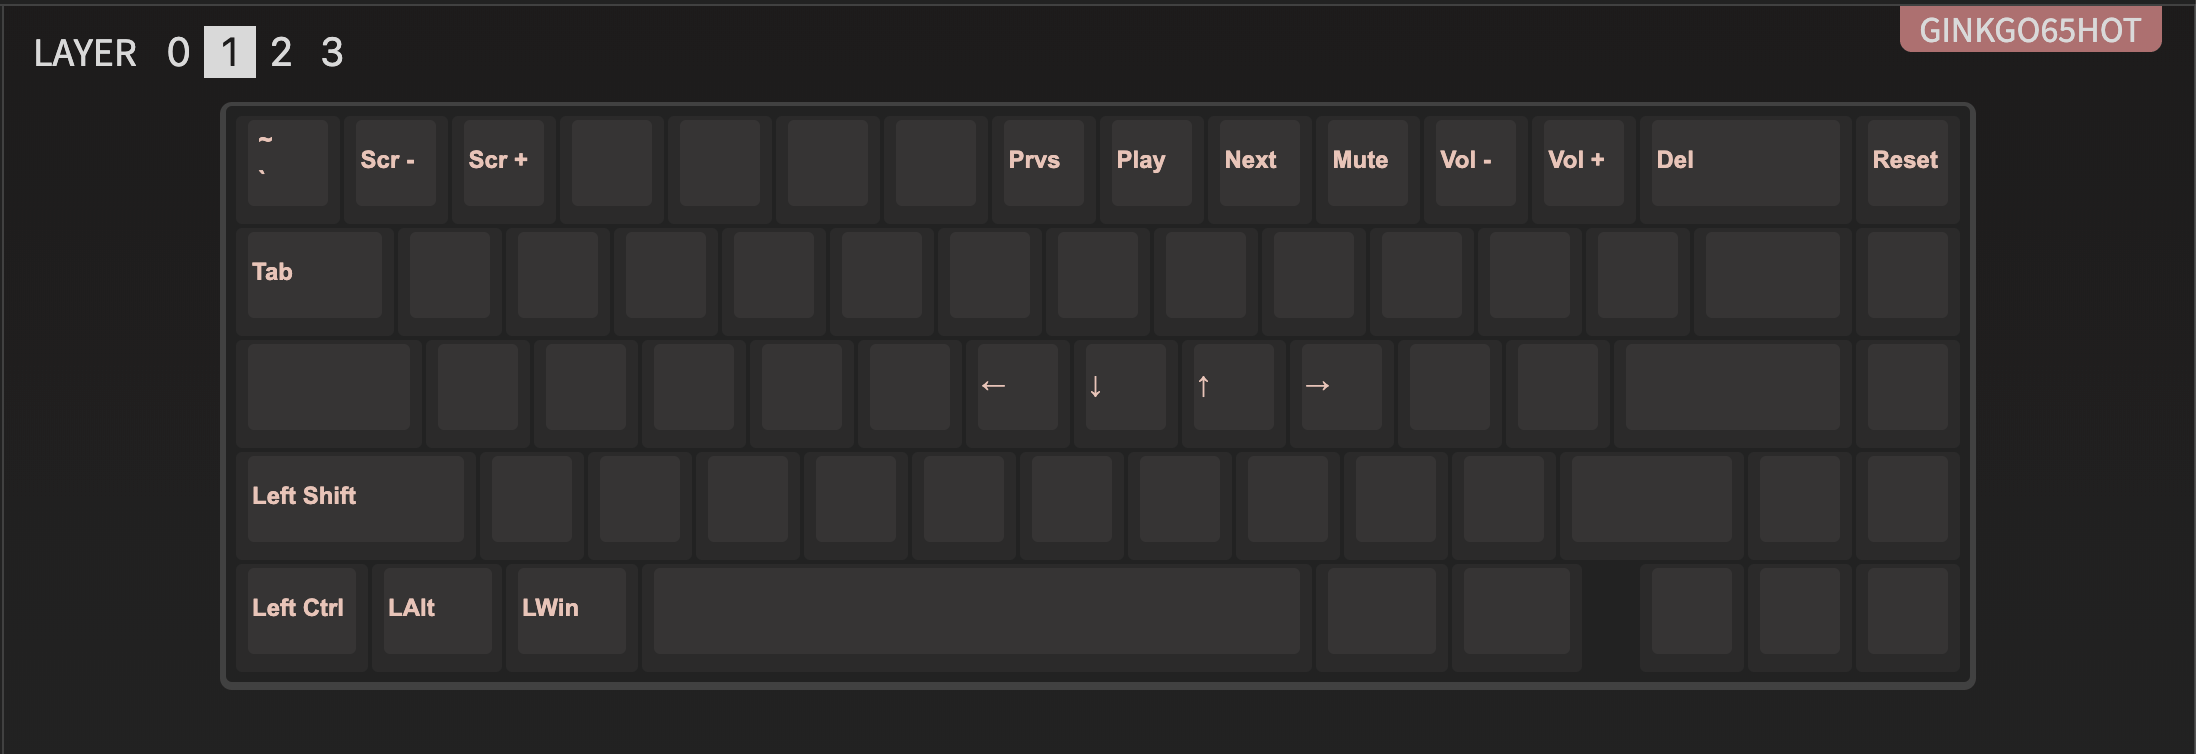 LAYER 0 1 2 3
GINKGO65HOT
~
`
Scr - Scr + Prvs Play Next Mute Vol - Vol + Del Reset
Tab
← ↓ ↑ →
Left Shift
Left Ctrl LAlt LWin